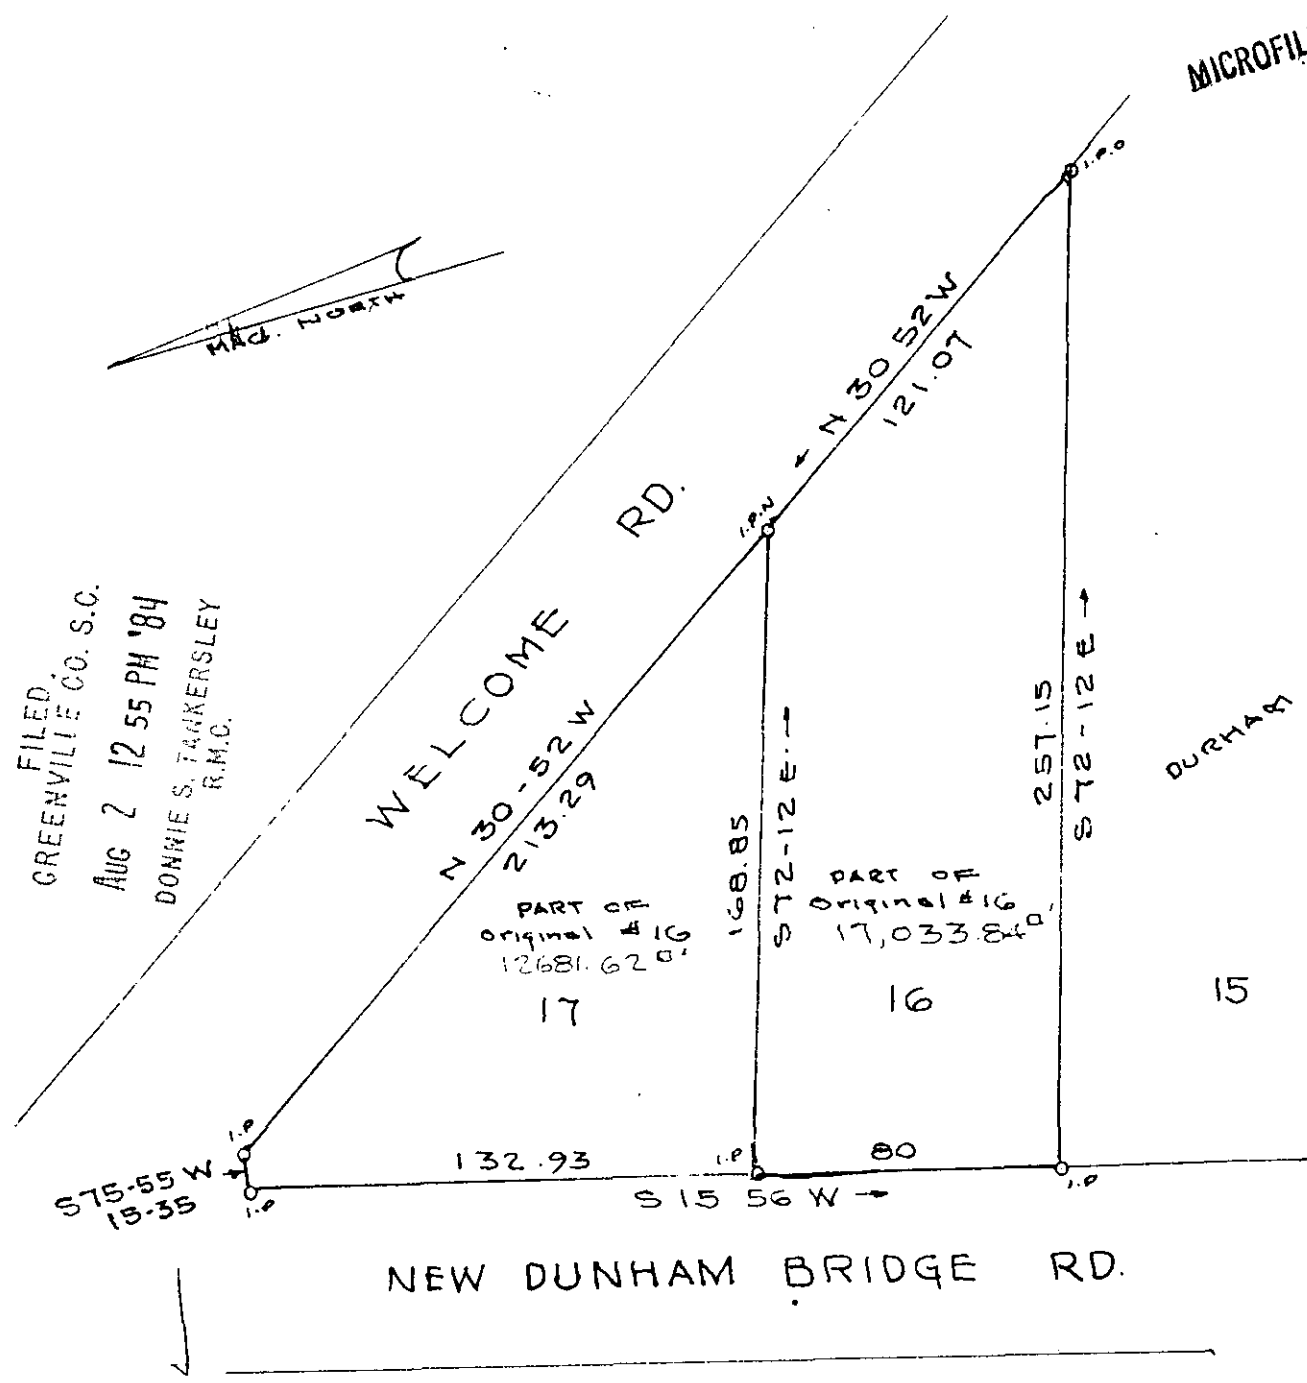 MICROFIL
I.P.O
MAG. NORTH
N 30 52 W
121.07
RD.
I.P.N
WELCOME
FILED
GREENVILLE CO. S.C.
AUG 2 12 55 PM '84
DONNIE S. TANKERSLEY
R.M.C.
N 30-52 W
213.29
168.85
S 72-12 E
257.15
S 72-12 E
DURHAM
PART OF
Original #16
12681.62 □'
17
PART OF
Original #16
17,033.84 □'
16
15
I.P
S 75-55 W
15-35
I.P
132.93
I.P
80
I.P
S 15 56 W
NEW DUNHAM BRIDGE RD.